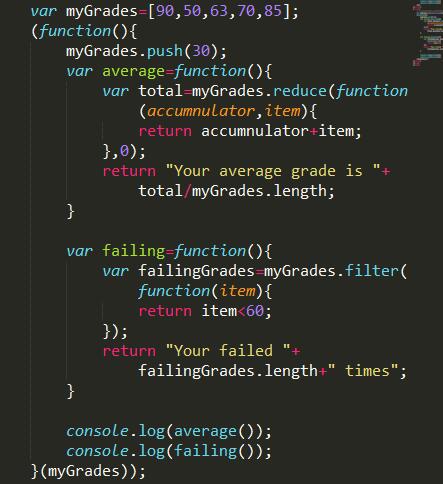 var myGrades=[90,50,63,70,85];
(function(){
myGrades.push(30);
var average=function(){
var total=myGrades.reduce(function
(accumnulator,item){
return accumnulator+item;
},0);
return "Your average grade is "+
total/myGrades.length;
}
var failing=function(){
var failingGrades=myGrades.filter(
function(item){
return item<60;
});
return "Your failed "+
failingGrades.length+" times";
}
console.log(average());
console.log(failing());
}(myGrades));